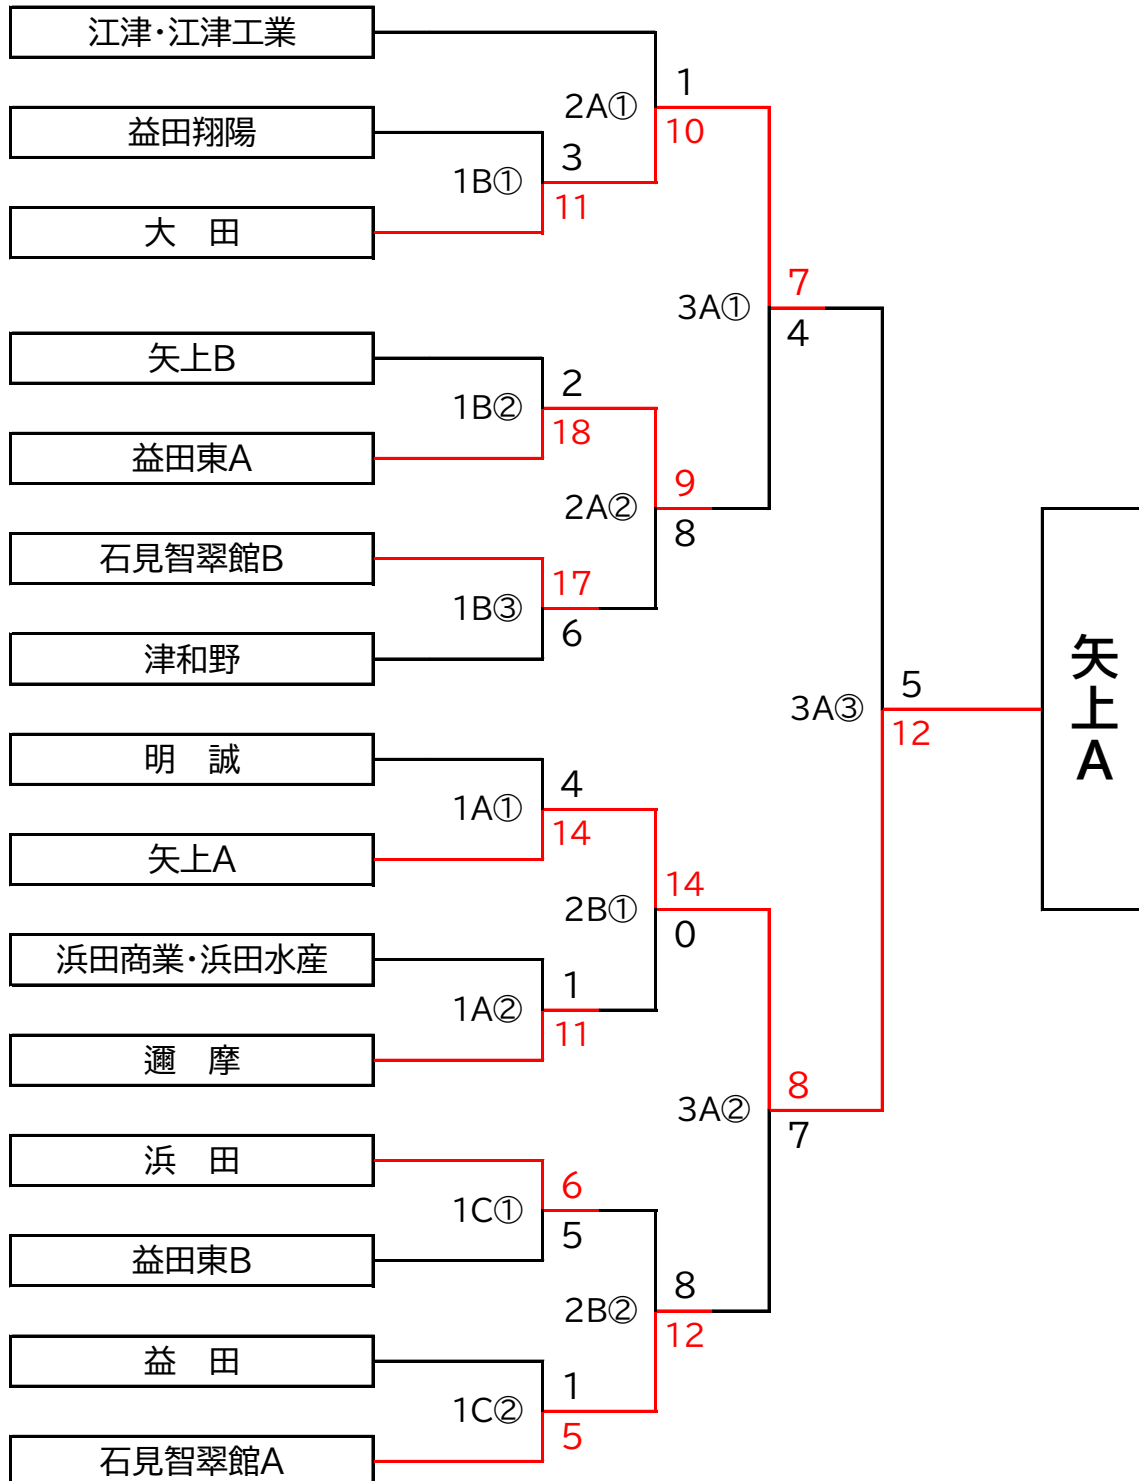 江津・江津工業
1
2A①
10
益田翔陽
3
1B①
11
大　田
7
3A①
4
矢上B
2
1B②
18
益田東A
9
2A②
8
石見智翠館B
17
1B③
6
津和野
5
3A③
12
矢上A
明　誠
4
1A①
14
矢上A
14
2B①
0
浜田商業・浜田水産
1
1A②
11
邇　摩
8
3A②
7
浜　田
6
1C①
5
益田東B
8
2B②
12
益　田
1
1C②
5
石見智翠館A